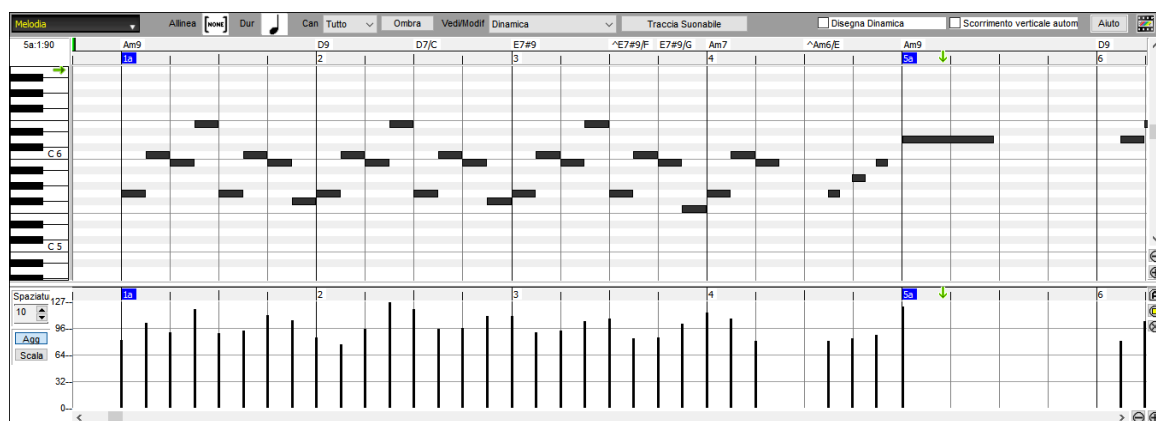 Melodia Allinea [NONE] Dur Can Tutto Ombra Vedi/Modif Dinamica Traccia Suonabile Disegna Dinamica Scorrimento verticale autom Aiuto
5a:1:90 Am9 D9 D7/C E7#9 ^E7#9/F E7#9/G Am7 ^Am6/E Am9 D9
1a 2 3 4 5a 6
C 6
C 5
Spaziatu 1a 2 3 4 5a 6
127
10
96
Agg
Scala 64
32
0